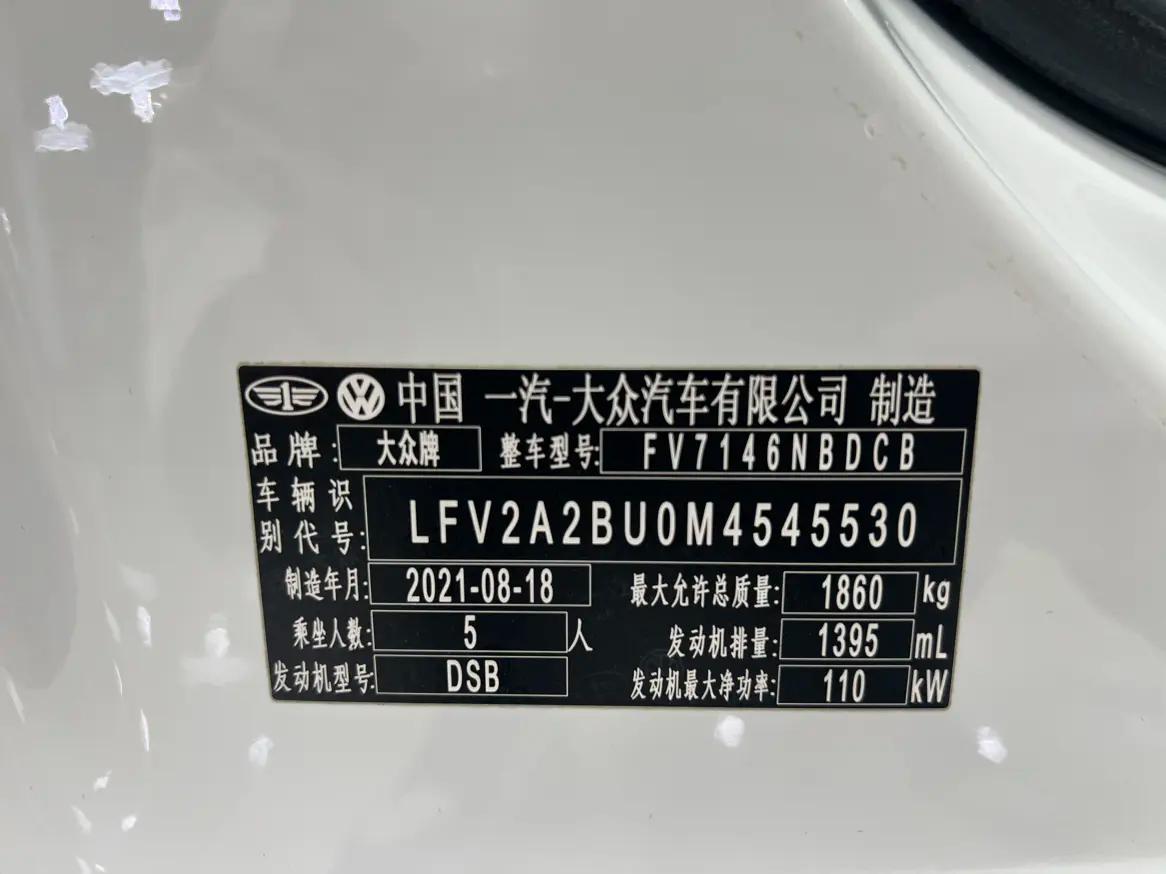 中国 一汽-大众汽车有限公司 制造
品牌: 大众牌 整车型号: FV7146NBDCB
车辆识别代号: LFV2A2BU0M4545530
制造年月: 2021-08-18 最大允许总质量: 1860 kg
乘坐人数: 5 人 发动机排量: 1395 mL
发动机型号: DSB 发动机最大净功率: 110 kW